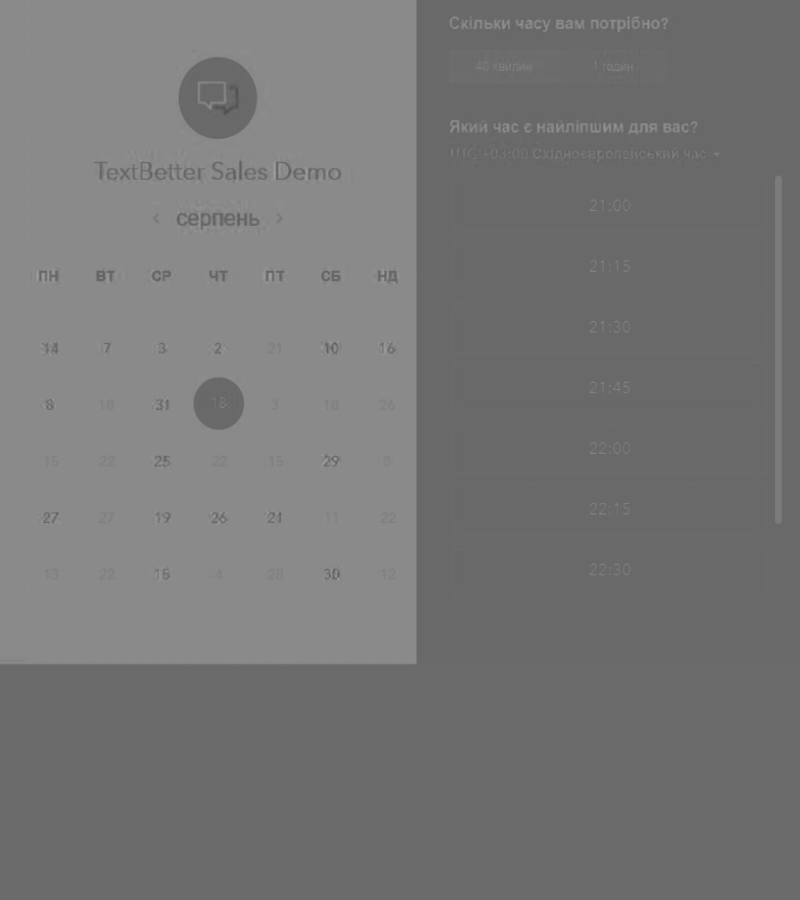 TextBetter Sales Demo
серпень
ПН ВТ СР ЧТ ПТ СБ НД
14 7 3 2 21 10 16
8 18 31 18 3 18 26
15 22 25 22 15 29 8
27 27 19 26 21 11 22
13 22 15 4 28 30 12
Скільки часу вам потрібно?
40 хвилин 1 годин
Який час є найліпшим для вас?
UTC +03:00 Східноєвропейський час
21:00
21:15
21:30
21:45
22:00
22:15
22:30